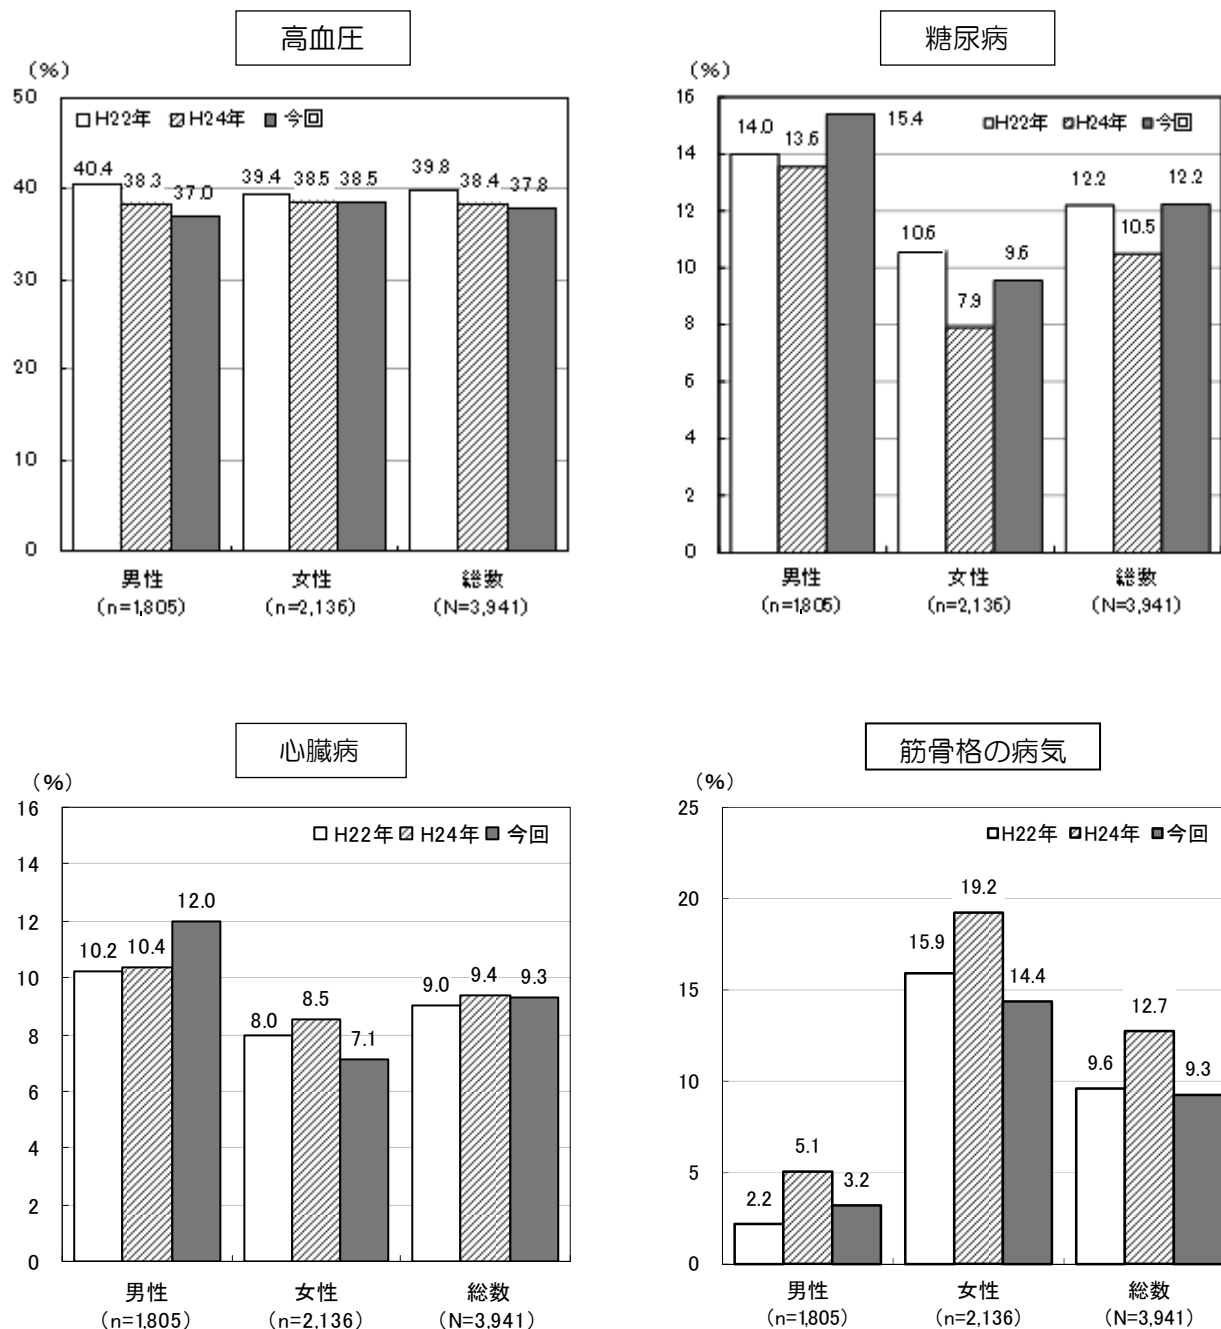 高血圧
(%)
50
40
30
20
10
0
□H22年 ▨H24年 ■今回
40.4 38.3 37.0
39.4 38.5 38.5
39.8 38.4 37.8
男性 女性 総数
(n=1,805) (n=2,136) (N=3,941)
糖尿病
(%)
16
14
12
10
8
6
4
2
0
□H22年 ▨H24年 ■今回
14.0 13.6 15.4
10.6 7.9 9.6
12.2 10.5 12.2
男性 女性 総数
(n=1,805) (n=2,136) (N=3,941)
心臓病
(%)
16
14
12
10
8
6
4
2
0
□H22年 ▨H24年 ■今回
10.2 10.4 12.0
8.0 8.5 7.1
9.0 9.4 9.3
男性 女性 総数
(n=1,805) (n=2,136) (N=3,941)
筋骨格の病気
(%)
25
20
15
10
5
0
□H22年 ▨H24年 ■今回
2.2 5.1 3.2
15.9 19.2 14.4
9.6 12.7 9.3
男性 女性 総数
(n=1,805) (n=2,136) (N=3,941)